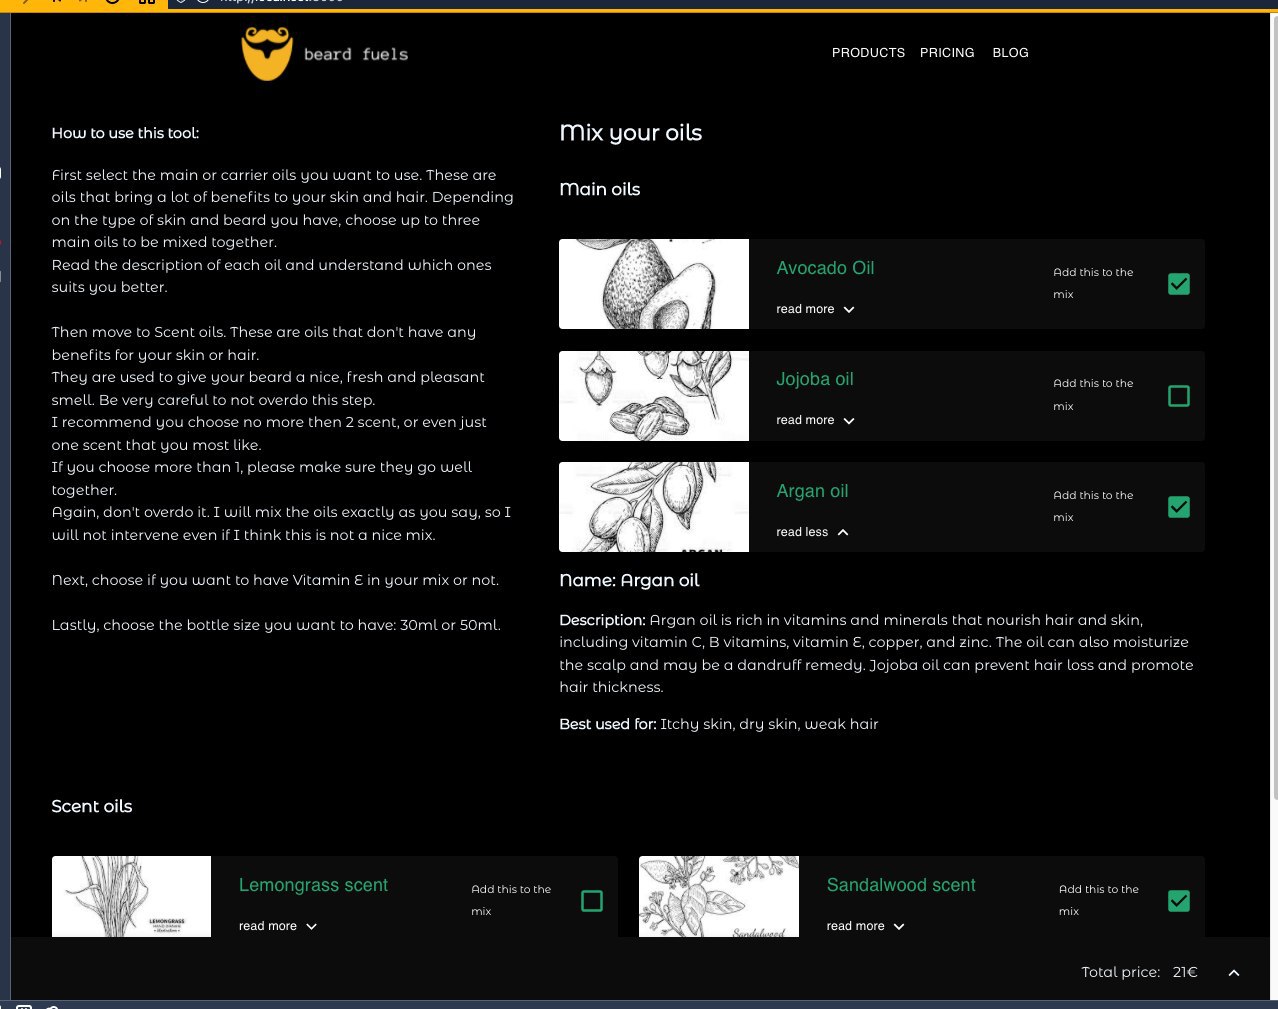 beard fuels
PRODUCTS PRICING BLOG
How to use this tool:
First select the main or carrier oils you want to use. These are
oils that bring a lot of benefits to your skin and hair. Depending
on the type of skin and beard you have, choose up to three
main oils to be mixed together.
Read the description of each oil and understand which ones
suits you better.
Then move to Scent oils. These are oils that don't have any
benefits for your skin or hair.
They are used to give your beard a nice, fresh and pleasant
smell. Be very careful to not overdo this step.
I recommend you choose no more then 2 scent, or even just
one scent that you most like.
If you choose more than 1, please make sure they go well
together.
Again, don't overdo it. I will mix the oils exactly as you say, so I
will not intervene even if I think this is not a nice mix.
Next, choose if you want to have Vitamin E in your mix or not.
Lastly, choose the bottle size you want to have: 30ml or 50ml.
Mix your oils
Main oils
Avocado Oil
read more
Add this to the
mix
Jojoba oil
read more
Add this to the
mix
ARGAN
Argan oil
read less
Add this to the
mix
Name: Argan oil
Description: Argan oil is rich in vitamins and minerals that nourish hair and skin,
including vitamin C, B vitamins, vitamin E, copper, and zinc. The oil can also moisturize
the scalp and may be a dandruff remedy. Jojoba oil can prevent hair loss and promote
hair thickness.
Best used for: Itchy skin, dry skin, weak hair
Scent oils
LEMONGRASS
Lemongrass scent
read more
Add this to the
mix
Sandalwood
Sandalwood scent
read more
Add this to the
mix
Total price: 21€